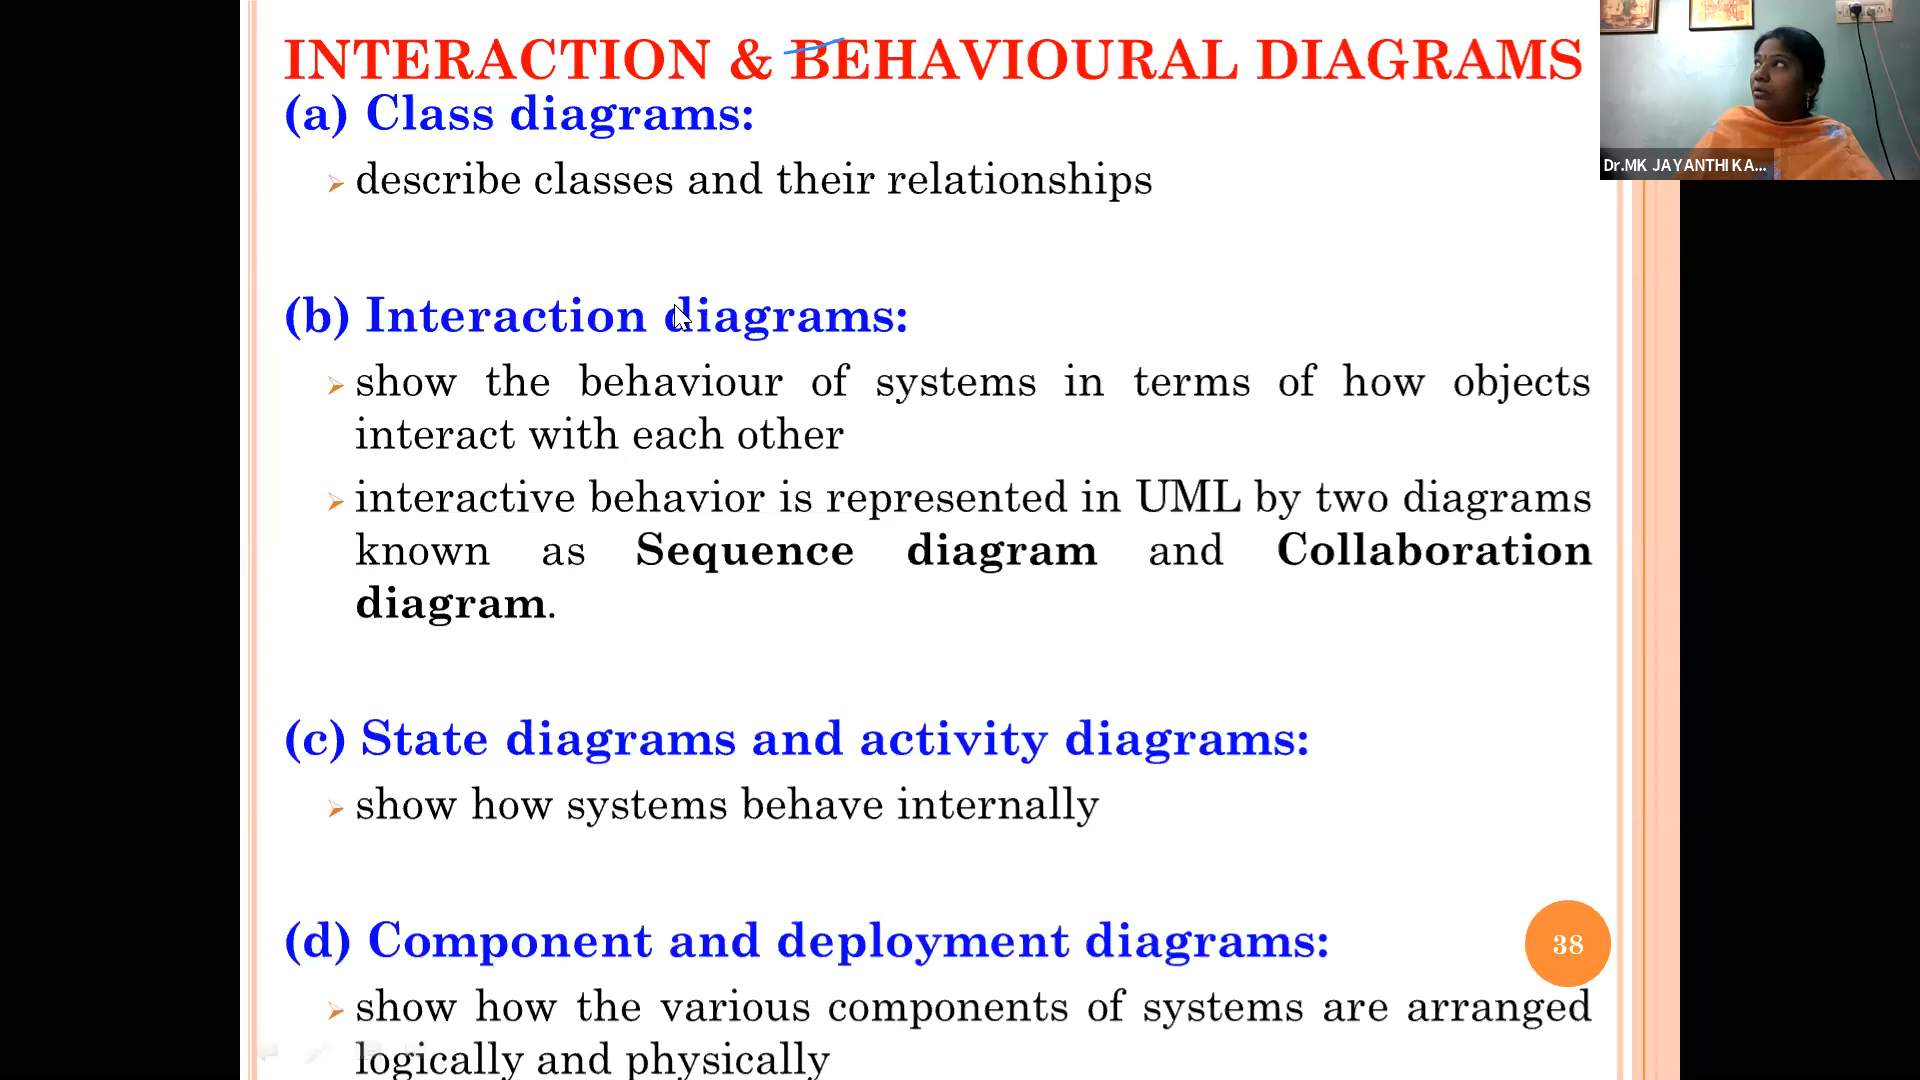 INTERACTION & BEHAVIOURAL DIAGRAMS
(a) Class diagrams:
describe classes and their relationships
(b) Interaction diagrams:
show the behaviour of systems in terms of how objects
interact with each other
interactive behavior is represented in UML by two diagrams
known as Sequence diagram and Collaboration
diagram.
(c) State diagrams and activity diagrams:
show how systems behave internally
(d) Component and deployment diagrams:
show how the various components of systems are arranged
logically and physically
38
Dr.MK JAYANTHI KA...